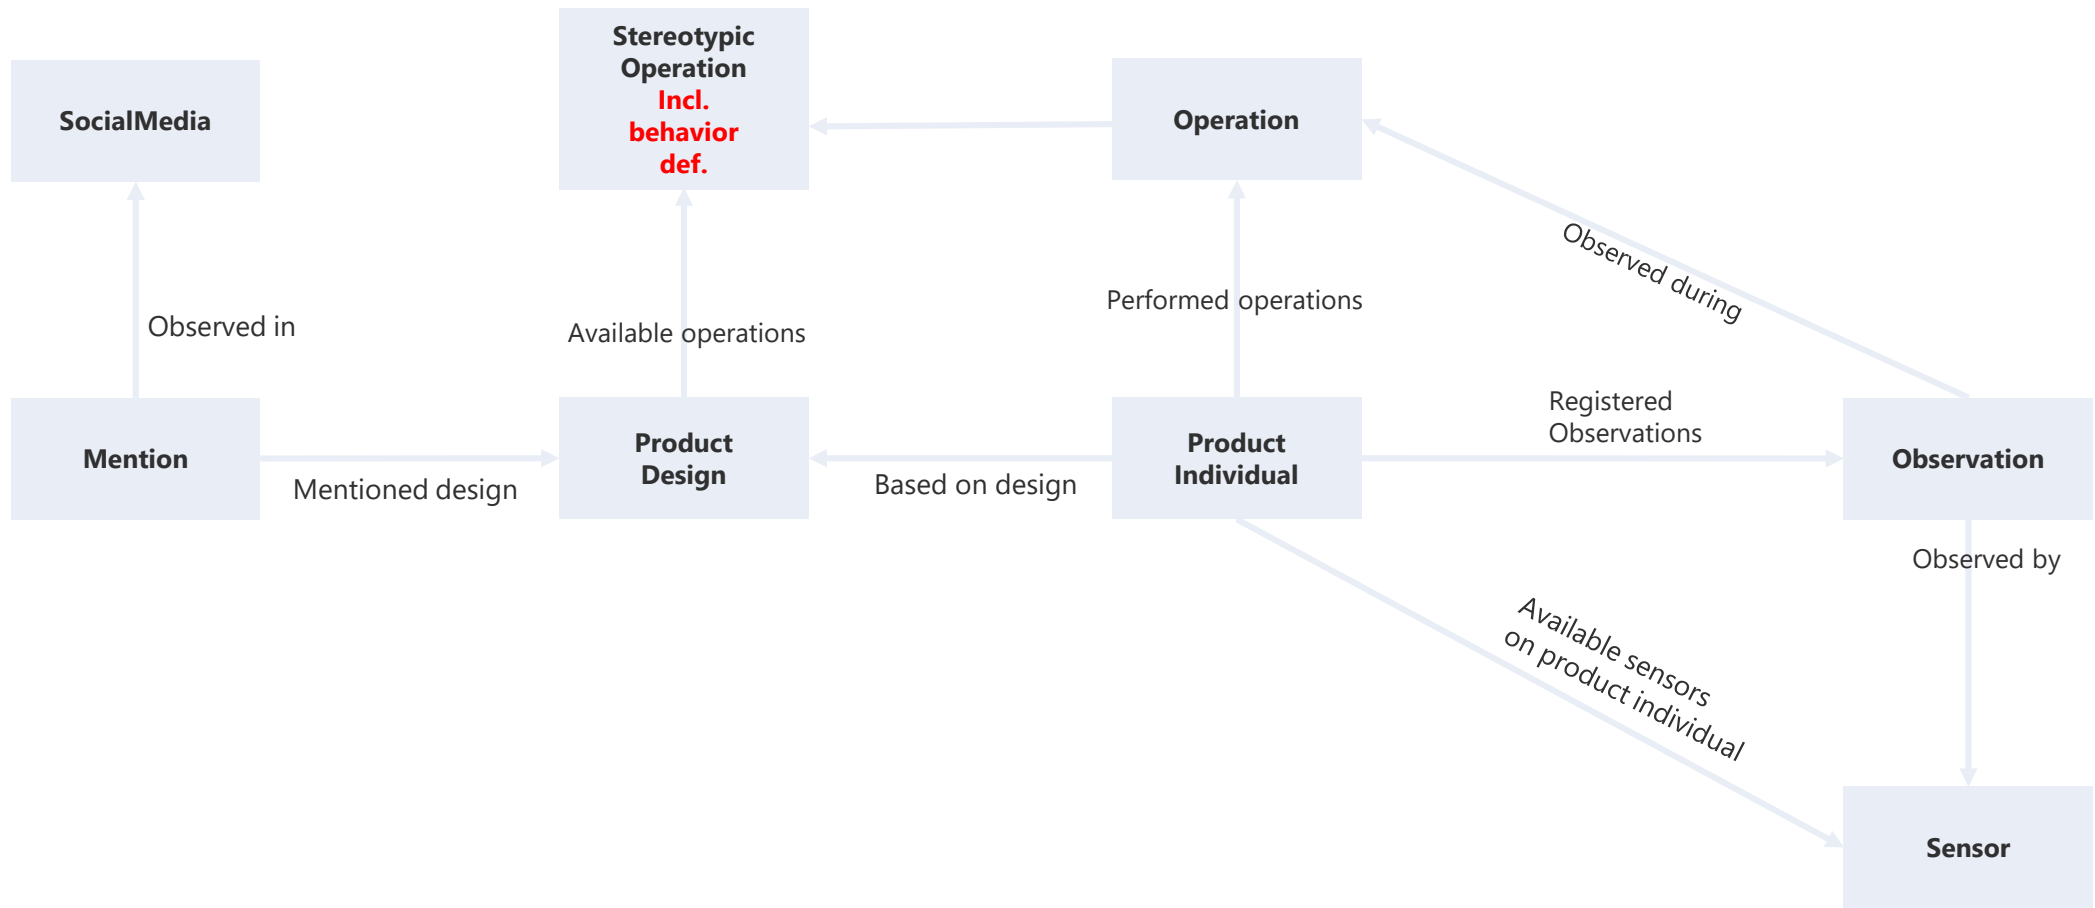 Stereotypic
Operation
Incl.
behavior
def.
SocialMedia
Operation
Observed during
Performed operations
Observed in
Available operations
Registered
Observations
Mention
Product
Design
Product
Individual
Observation
Mentioned design
Based on design
Observed by
Available sensors
on product individual
Sensor